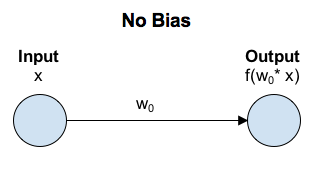 No Bias
Input
x
Output
f(w₀* x)
w₀